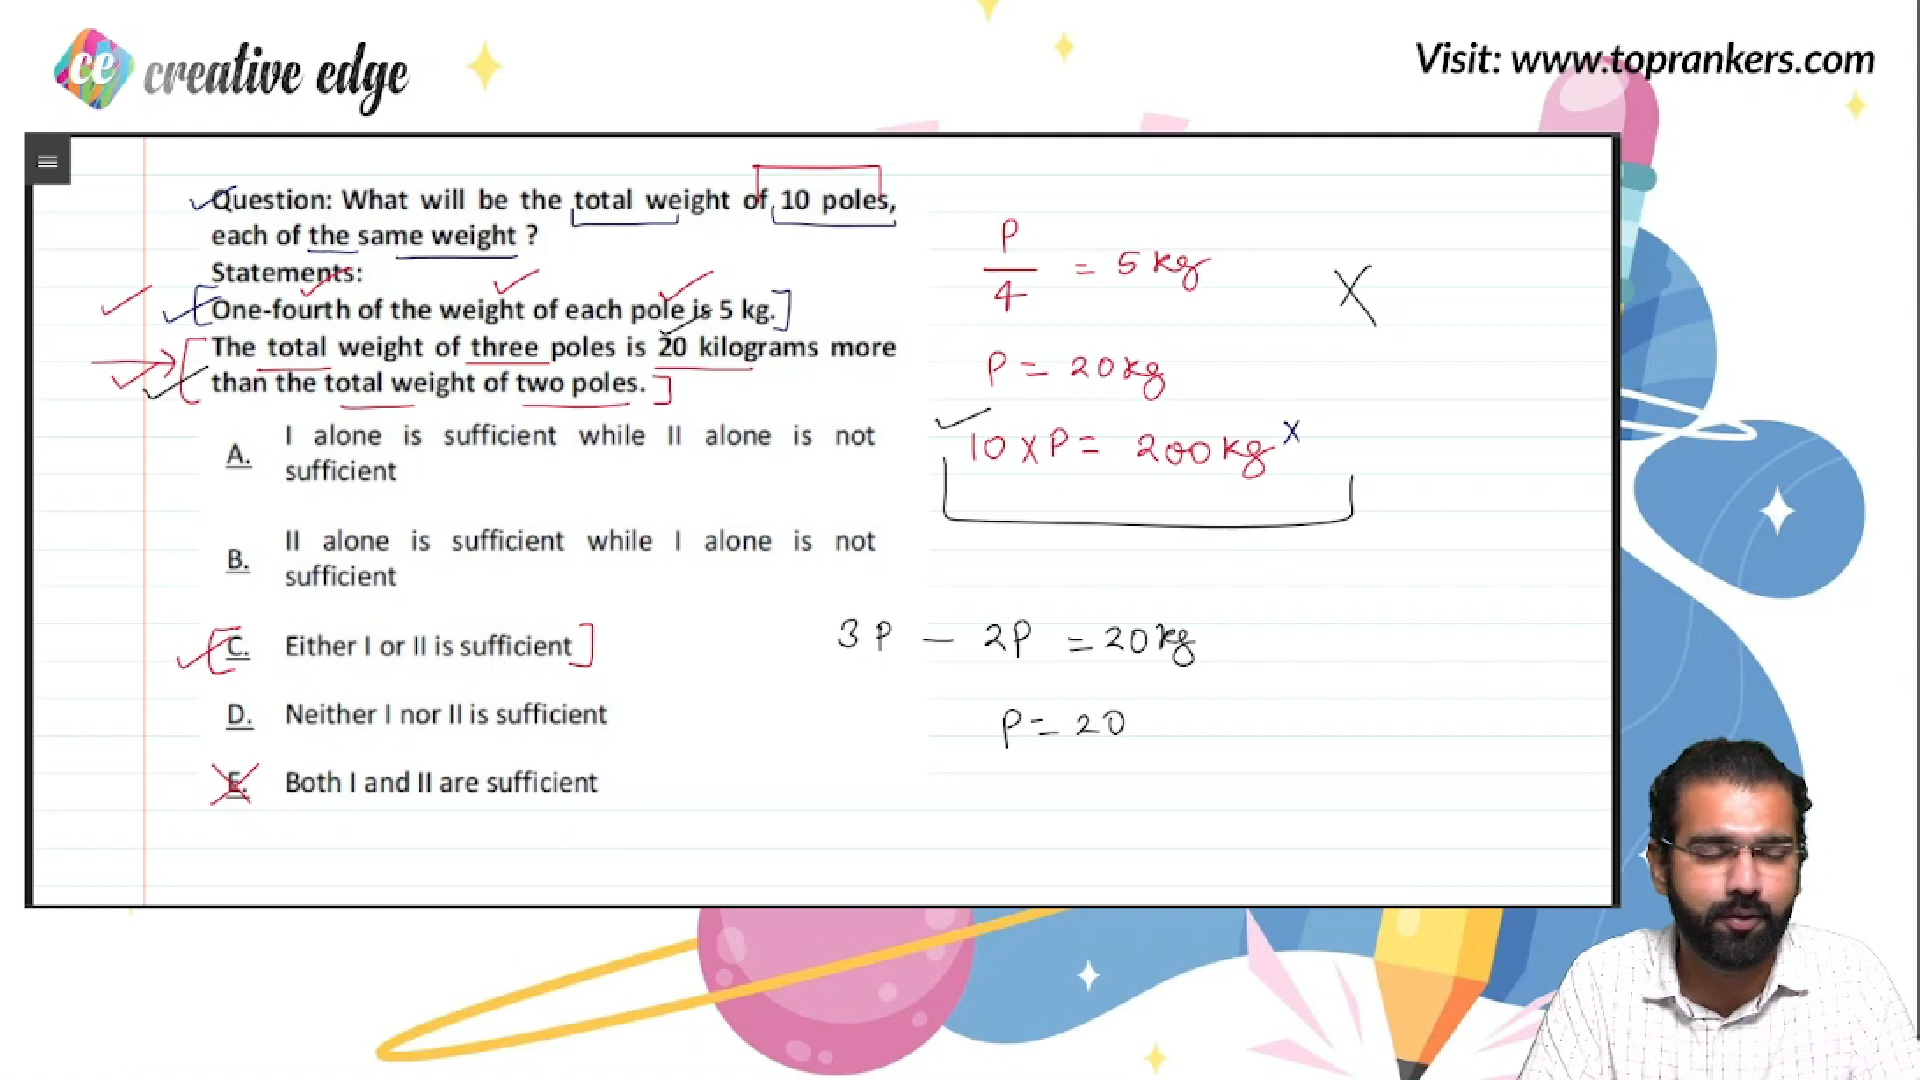 ce creative edge
Visit: www.toprankers.com
Question: What will be the total weight of 10 poles,
each of the same weight ?
Statements:
One-fourth of the weight of each pole is 5 kg.
The total weight of three poles is 20 kilograms more
than the total weight of two poles.
A. I alone is sufficient while II alone is not
sufficient
B. II alone is sufficient while I alone is not
sufficient
C. Either I or II is sufficient
D. Neither I nor II is sufficient
E. Both I and II are sufficient
P
4 = 5 kg
X
P = 20 kg
10 x P = 200 kg x
3P - 2P = 20 kg
P = 20